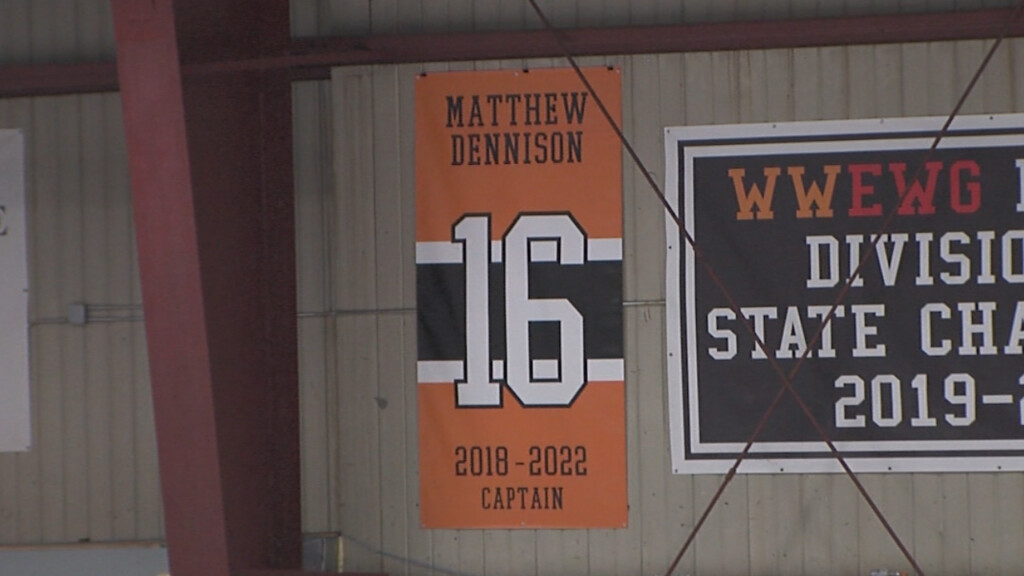 MATTHEW
DENNISON
16
2018-2022
CAPTAIN
WWEWG
DIVISIO
STATE CHA
2019-